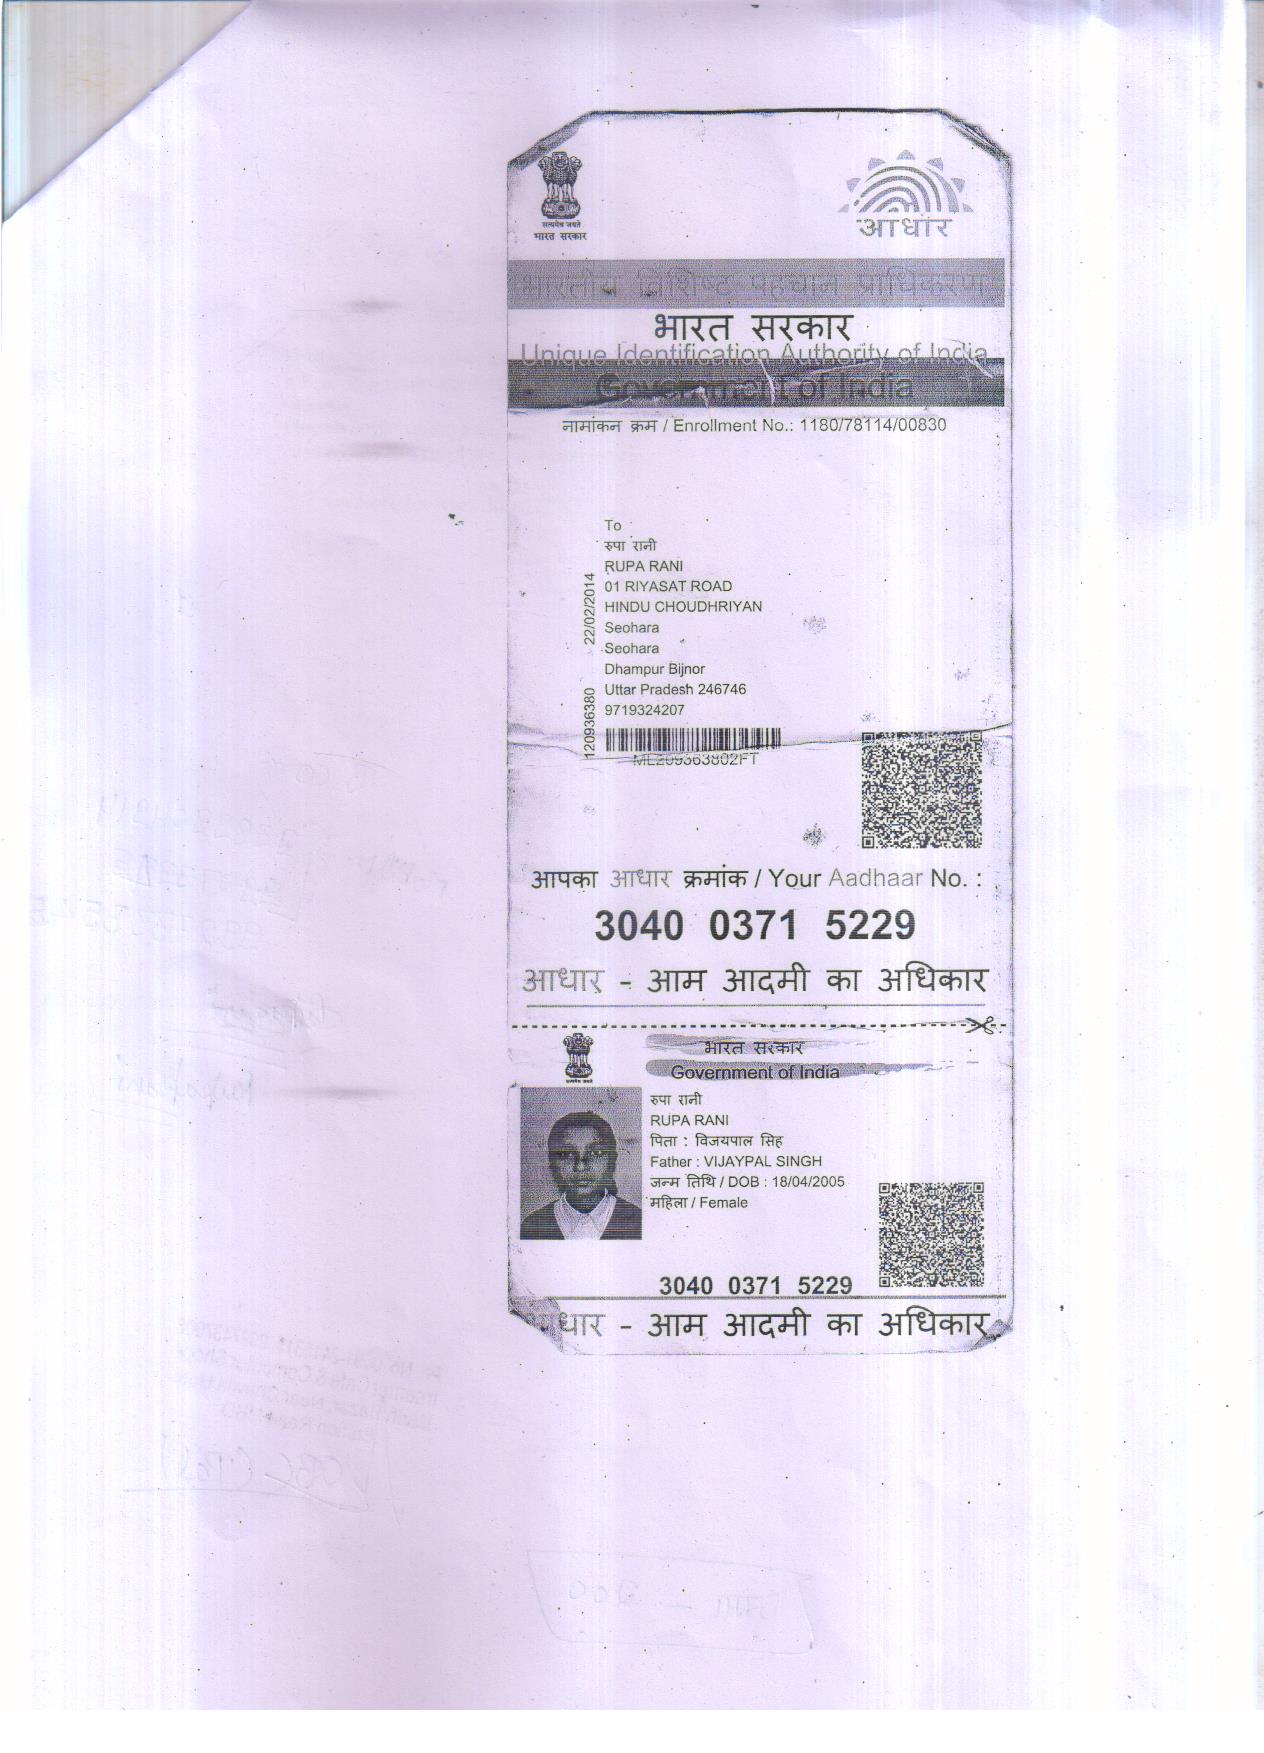 सत्यमेव जयते
भारत सरकार
आधार
भारतीय विशिष्ट पहचान प्राधिकरण
भारत सरकार
Unique Identification Authority of India
Government of India
नामांकन क्रम / Enrollment No.: 1180/78114/00830
To
रुपा रानी
RUPA RANI
01 RIYASAT ROAD
HINDU CHOUDHRIYAN
Seohara
Seohara
Dhampur Bijnor
Uttar Pradesh 246746
9719324207
22/02/2014
120936380
ML209363802FT
आपका आधार क्रमांक / Your Aadhaar No. :
3040 0371 5229
आधार - आम आदमी का अधिकार
भारत सरकार
Government of India
रुपा रानी
RUPA RANI
पिता : विजयपाल सिंह
Father : VIJAYPAL SINGH
जन्म तिथि / DOB : 18/04/2005
महिला / Female
3040 0371 5229
आधार - आम आदमी का अधिकार